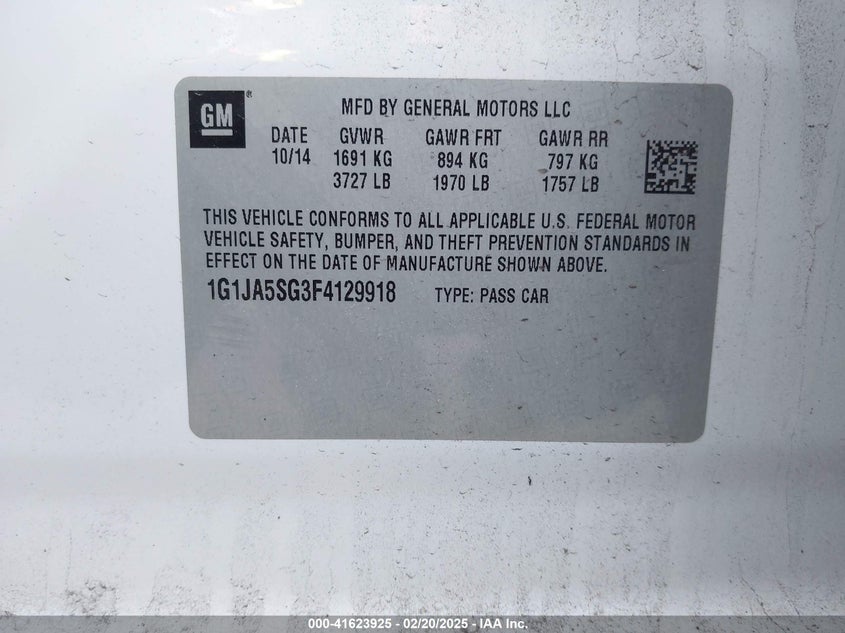 GM ®
MFD BY GENERAL MOTORS LLC
DATE GVWR GAWR FRT GAWR RR
10/14 1691 KG 894 KG 797 KG
3727 LB 1970 LB 1757 LB
THIS VEHICLE CONFORMS TO ALL APPLICABLE U.S. FEDERAL MOTOR
VEHICLE SAFETY, BUMPER, AND THEFT PREVENTION STANDARDS IN
EFFECT ON THE DATE OF MANUFACTURE SHOWN ABOVE.
1G1JA5SG3F4129918 TYPE: PASS CAR
000-41623925 - 02/20/2025 - IAA Inc.